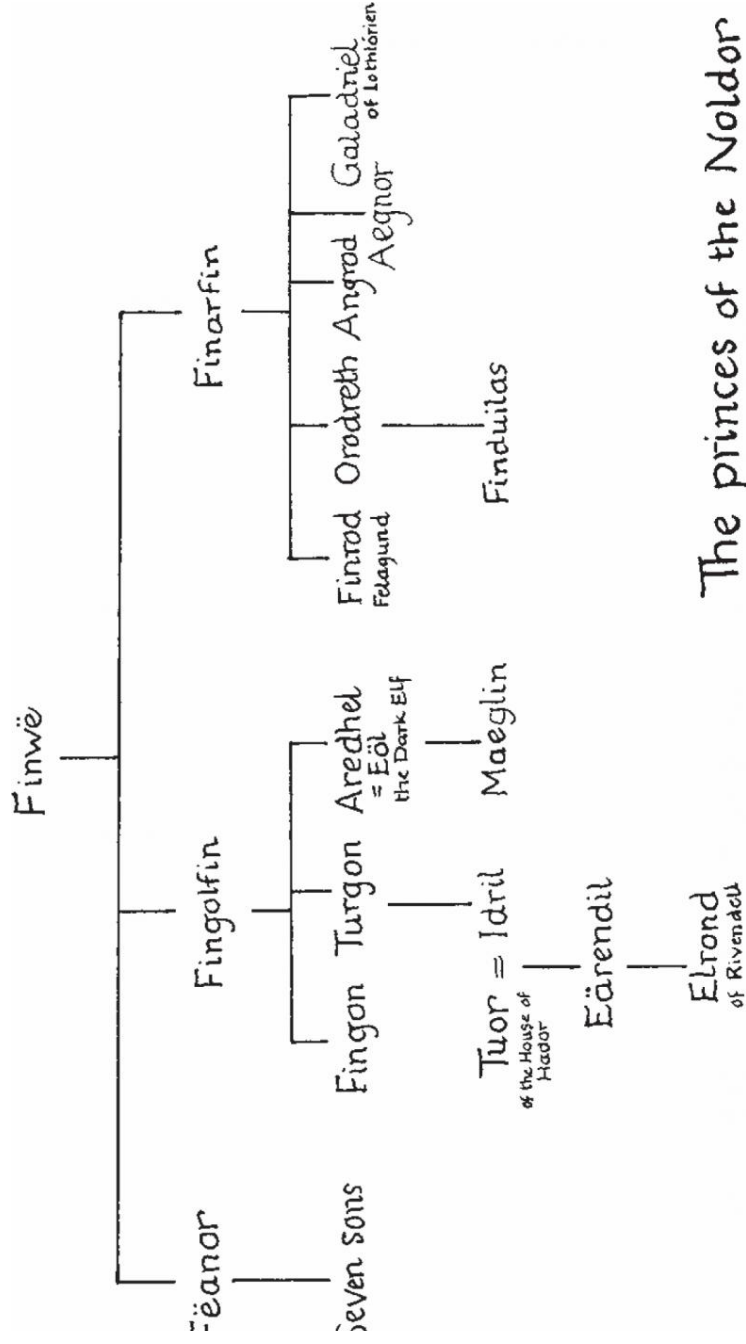 Finwë
Fëanor Fingolfin Finarfin
Seven sons Fingon Turgon Aredhel Finrod Orodreth Angrod Galadriel
= Eöl Felagund Aegnor of Lothlórien
the Dark Elf
Tuor = Idril Maeglin Finduilas
of the House of
Hador
Eärendil
Elrond
of Rivendell
The princes of the Noldor